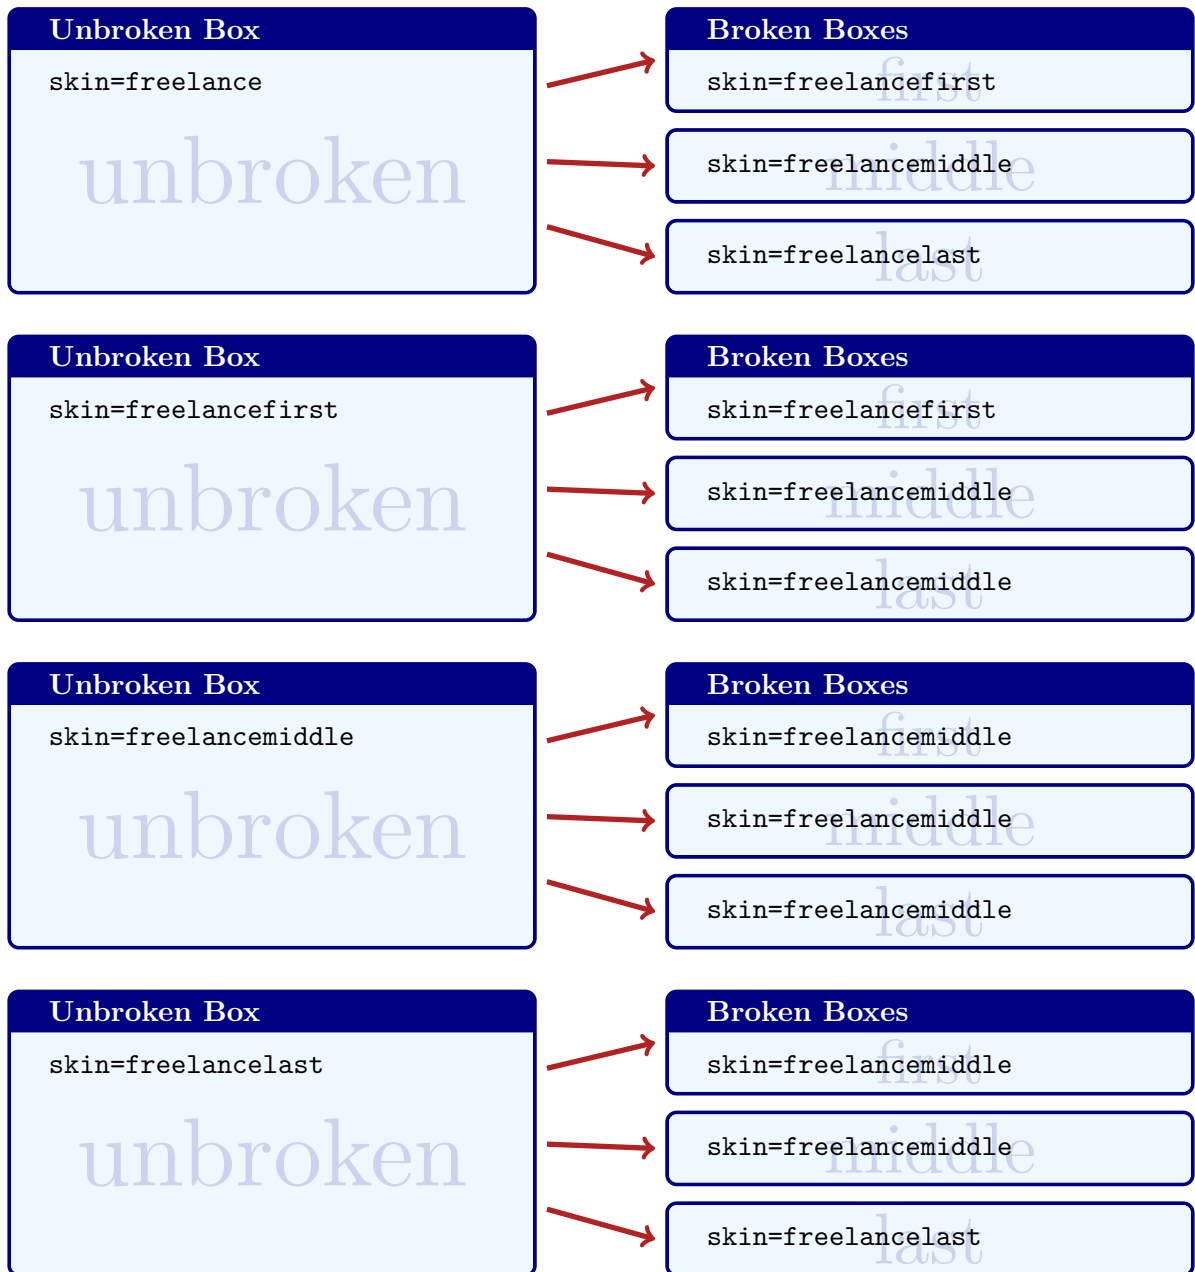 Unbroken Box
skin=freelance
unbroken
Broken Boxes
first
skin=freelancefirst
middle
skin=freelancemiddle
last
skin=freelancelast
Unbroken Box
skin=freelancefirst
unbroken
Broken Boxes
first
skin=freelancefirst
middle
skin=freelancemiddle
last
skin=freelancemiddle
Unbroken Box
skin=freelancemiddle
unbroken
Broken Boxes
first
skin=freelancemiddle
middle
skin=freelancemiddle
last
skin=freelancemiddle
Unbroken Box
skin=freelancelast
unbroken
Broken Boxes
first
skin=freelancemiddle
middle
skin=freelancemiddle
last
skin=freelancelast